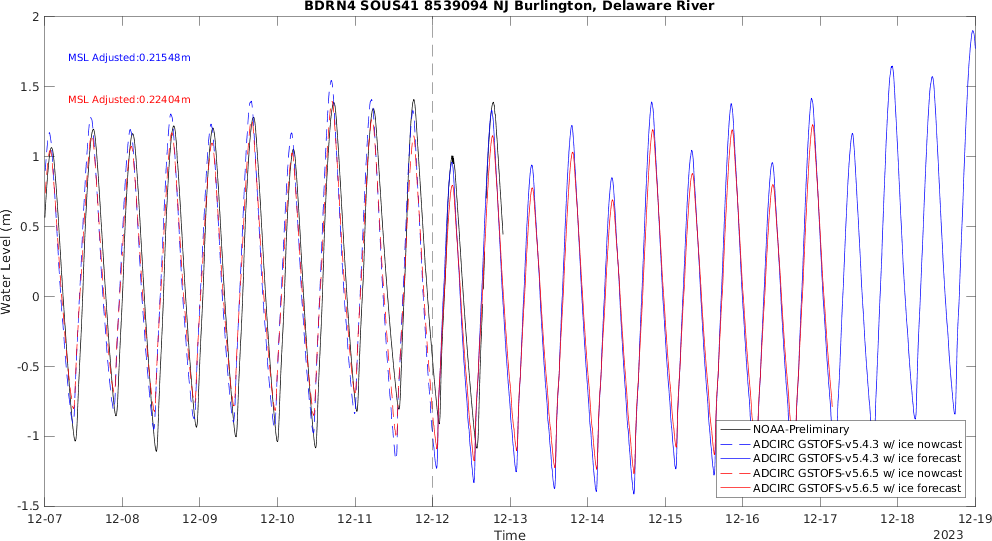 BDRN4 SOUS41 8539094 NJ Burlington, Delaware River
2
1.5
1
0.5
0
-0.5
-1
-1.5
Water Level (m)
MSL Adjusted:0.21548m
MSL Adjusted:0.22404m
NOAA-Preliminary
ADCIRC GSTOFS-v5.4.3 w/ ice nowcast
ADCIRC GSTOFS-v5.4.3 w/ ice forecast
ADCIRC GSTOFS-v5.6.5 w/ ice nowcast
ADCIRC GSTOFS-v5.6.5 w/ ice forecast
12-07 12-08 12-09 12-10 12-11 12-12 12-13 12-14 12-15 12-16 12-17 12-18 12-19
Time
2023